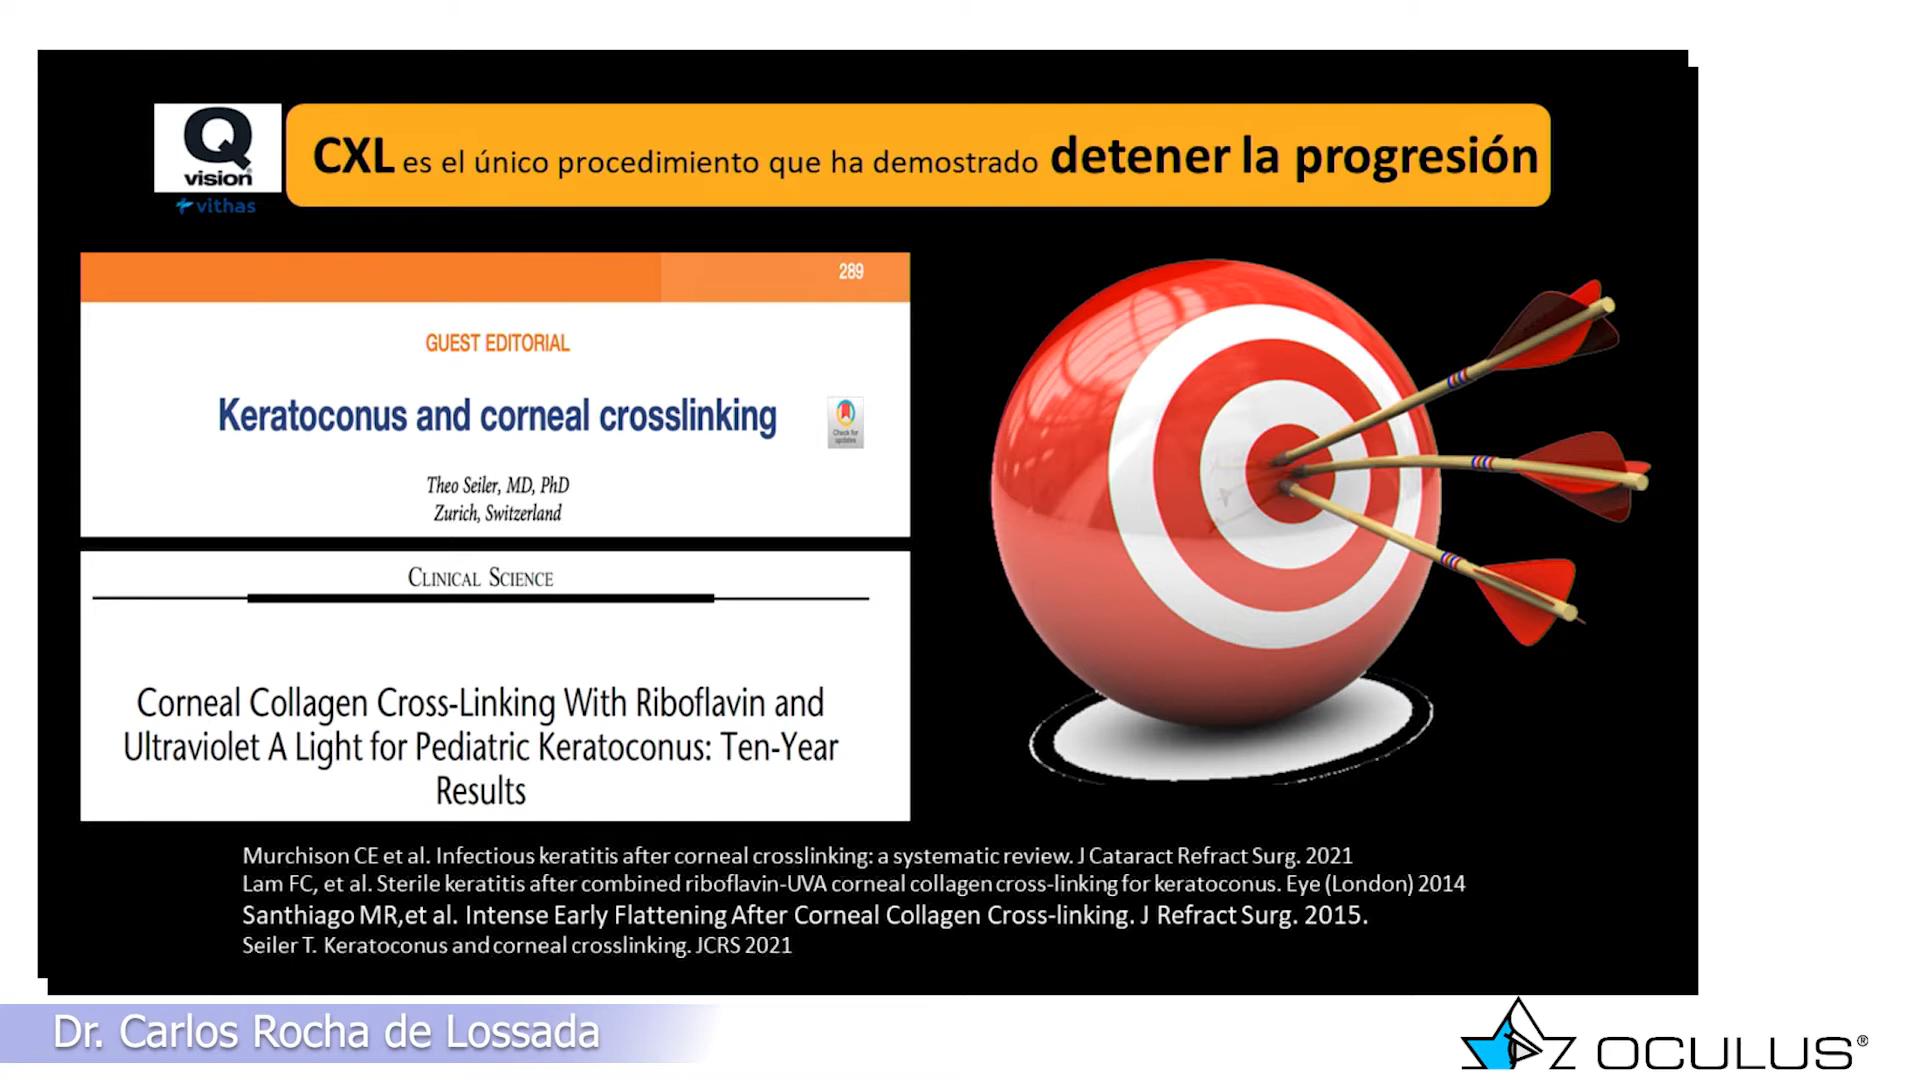 Q
vision®
vithas
CXL es el único procedimiento que ha demostrado detener la progresión
289
GUEST EDITORIAL
Keratoconus and corneal crosslinking
Check for
updates
Theo Seiler, MD, PhD
Zurich, Switzerland
CLINICAL SCIENCE
Corneal Collagen Cross-Linking With Riboflavin and
Ultraviolet A Light for Pediatric Keratoconus: Ten-Year
Results
Murchison CE et al. Infectious keratitis after corneal crosslinking: a systematic review. J Cataract Refract Surg. 2021
Lam FC, et al. Sterile keratitis after combined riboflavin-UVA corneal collagen cross-linking for keratoconus. Eye (London) 2014
Santhiago MR,et al. Intense Early Flattening After Corneal Collagen Cross-linking. J Refract Surg. 2015.
Seiler T. Keratoconus and corneal crosslinking. JCRS 2021
Dr. Carlos Rocha de Lossada
OCULUS®